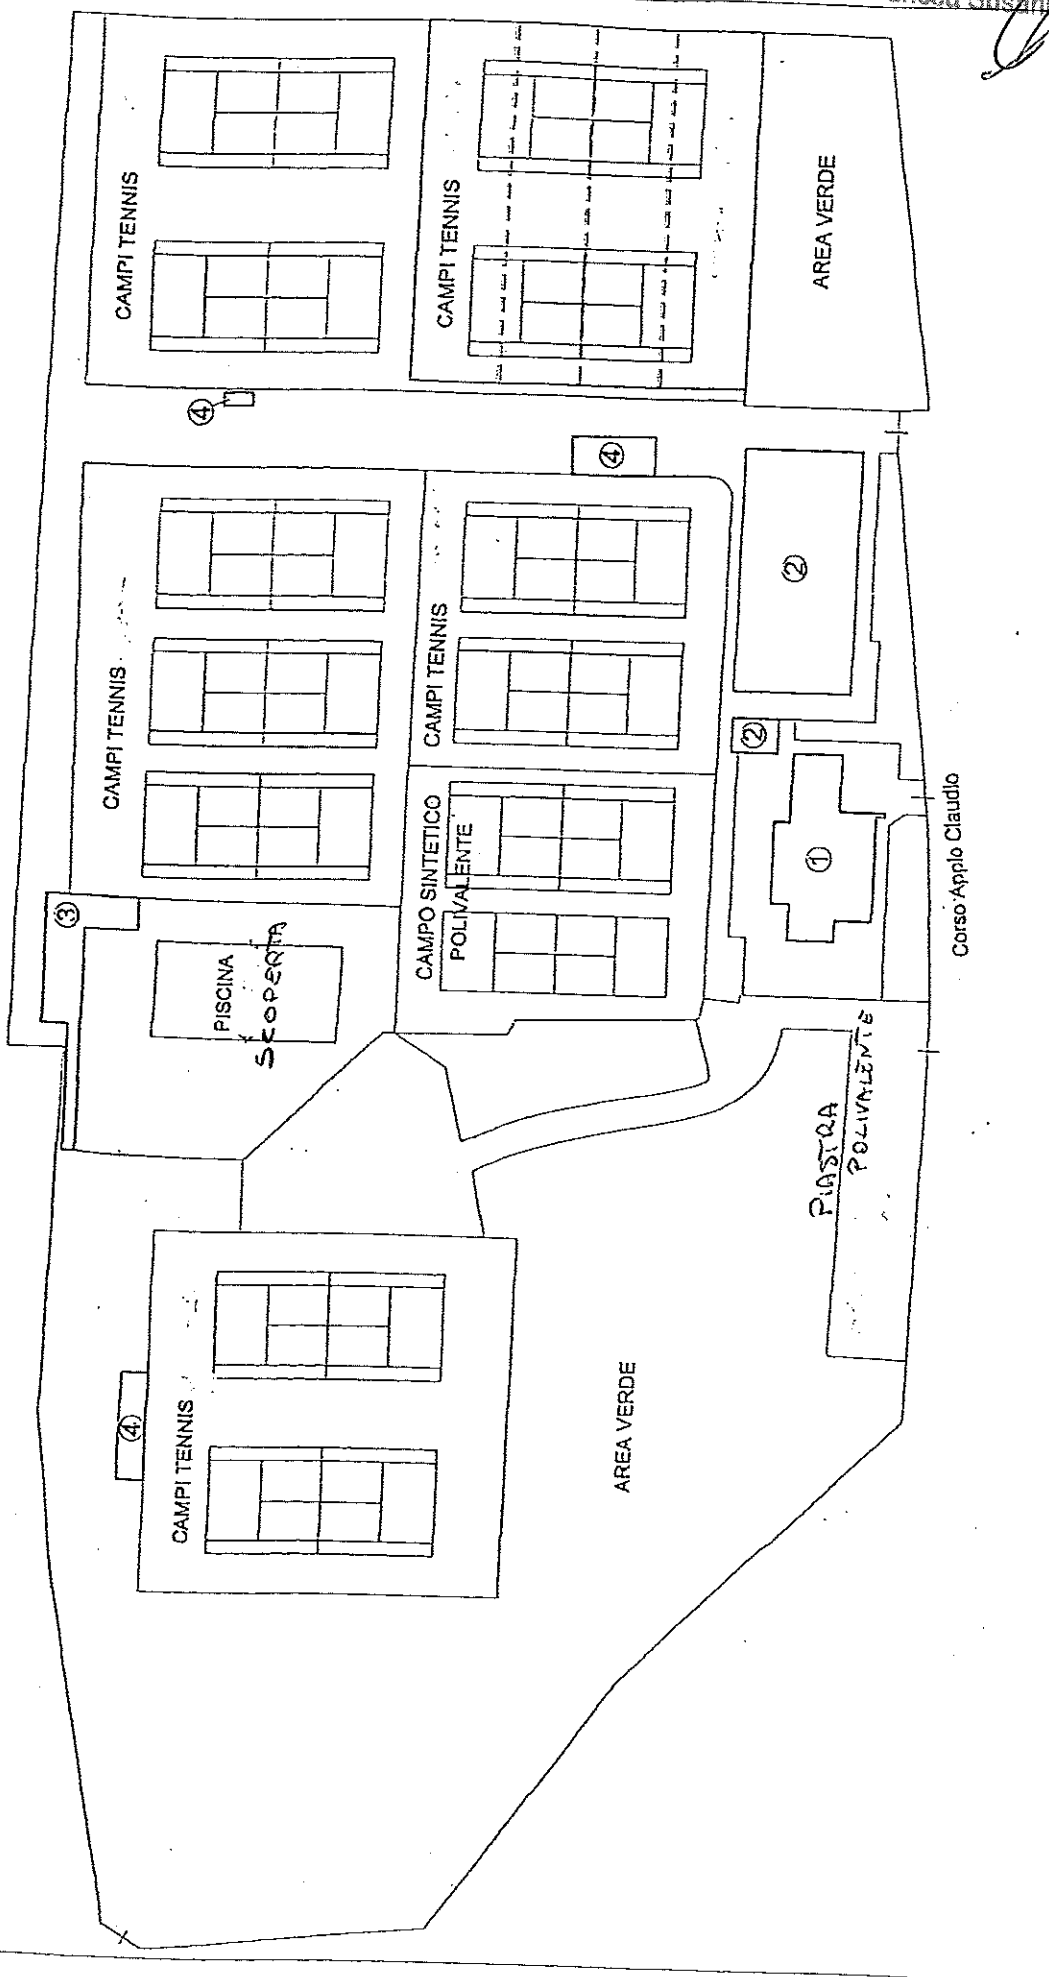 CAMPI TENNIS
CAMPI TENNIS
AREA VERDE
④
④
CAMPI TENNIS
CAMPI TENNIS
②
②
CAMPO SINTETICO
POLIVALENTE
①
③
PISCINA
SCOPERTA
Corso Appio Claudio
PIASTRA
POLIVALENTE
④
CAMPI TENNIS
AREA VERDE